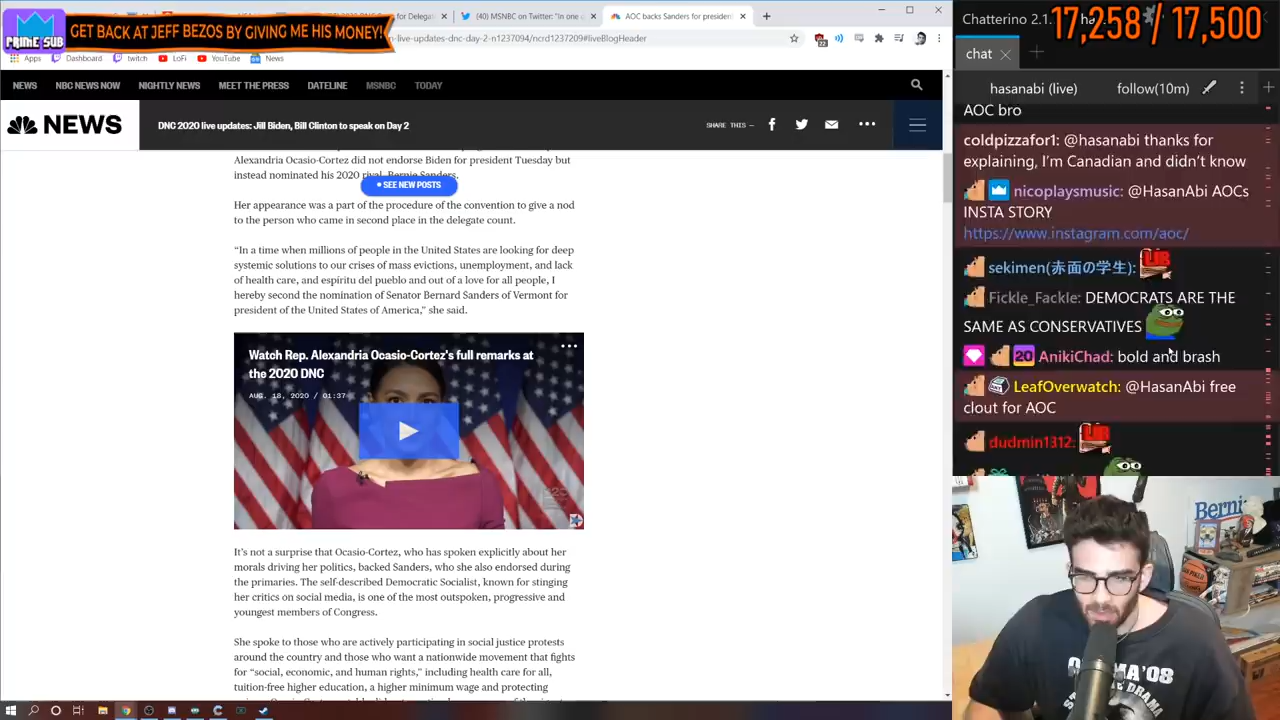 PRIME SUB
GET BACK AT JEFF BEZOS BY GIVING ME HIS MONEY!
for Delegat
(40) MSNBC on Twitter: "In one
AOC backs Sanders for presiden
-live-updates-dnc-day-2-n1237094/ncrd1237209#liveBlogHeader
Apps
Dashboard
twitch
LoFi
YouTube
News
NEWS
NBC NEWS NOW
NIGHTLY NEWS
MEET THE PRESS
DATELINE
MSNBC
TODAY
NEWS
DNC 2020 live updates: Jill Biden, Bill Clinton to speak on Day 2
SHARE THIS —
Alexandria Ocasio-Cortez did not endorse Biden for president Tuesday but
instead nominated his 2020 rival, Bernie Sanders.
SEE NEW POSTS
Her appearance was a part of the procedure of the convention to give a nod
to the person who came in second place in the delegate count.
“In a time when millions of people in the United States are looking for deep
systemic solutions to our crises of mass evictions, unemployment, and lack
of health care, and espiritu del pueblo and out of a love for all people, I
hereby second the nomination of Senator Bernard Sanders of Vermont for
president of the United States of America,” she said.
Watch Rep. Alexandria Ocasio-Cortez's full remarks at
the 2020 DNC
AUG. 18, 2020 / 01:37
It’s not a surprise that Ocasio-Cortez, who has spoken explicitly about her
morals driving her politics, backed Sanders, who she also endorsed during
the primaries. The self-described Democratic Socialist, known for stinging
her critics on social media, is one of the most outspoken, progressive and
youngest members of Congress.
She spoke to those who are actively participating in social justice protests
around the country and those who want a nationwide movement that fights
for “social, economic, and human rights,” including health care for all,
tuition-free higher education, a higher minimum wage and protecting
Chatterino 2.1.
17,258 / 17,500
chat
hasanabi (live)
follow(10m)
AOC bro
coldpizzafor1: @hasanabi thanks for
explaining, I'm Canadian and didn't know
nicoplaysmusic: @HasanAbi AOCs
INSTA STORY
https://www.instagram.com/aoc/
sekimen(赤面の学生): LIB
Fickle_Fackle: DEMOCRATS ARE THE
SAME AS CONSERVATIVES
20 AnikiChad: bold and brash
LeafOverwatch: @HasanAbi free
clout for AOC
dudmin1312: LIB
Bernie